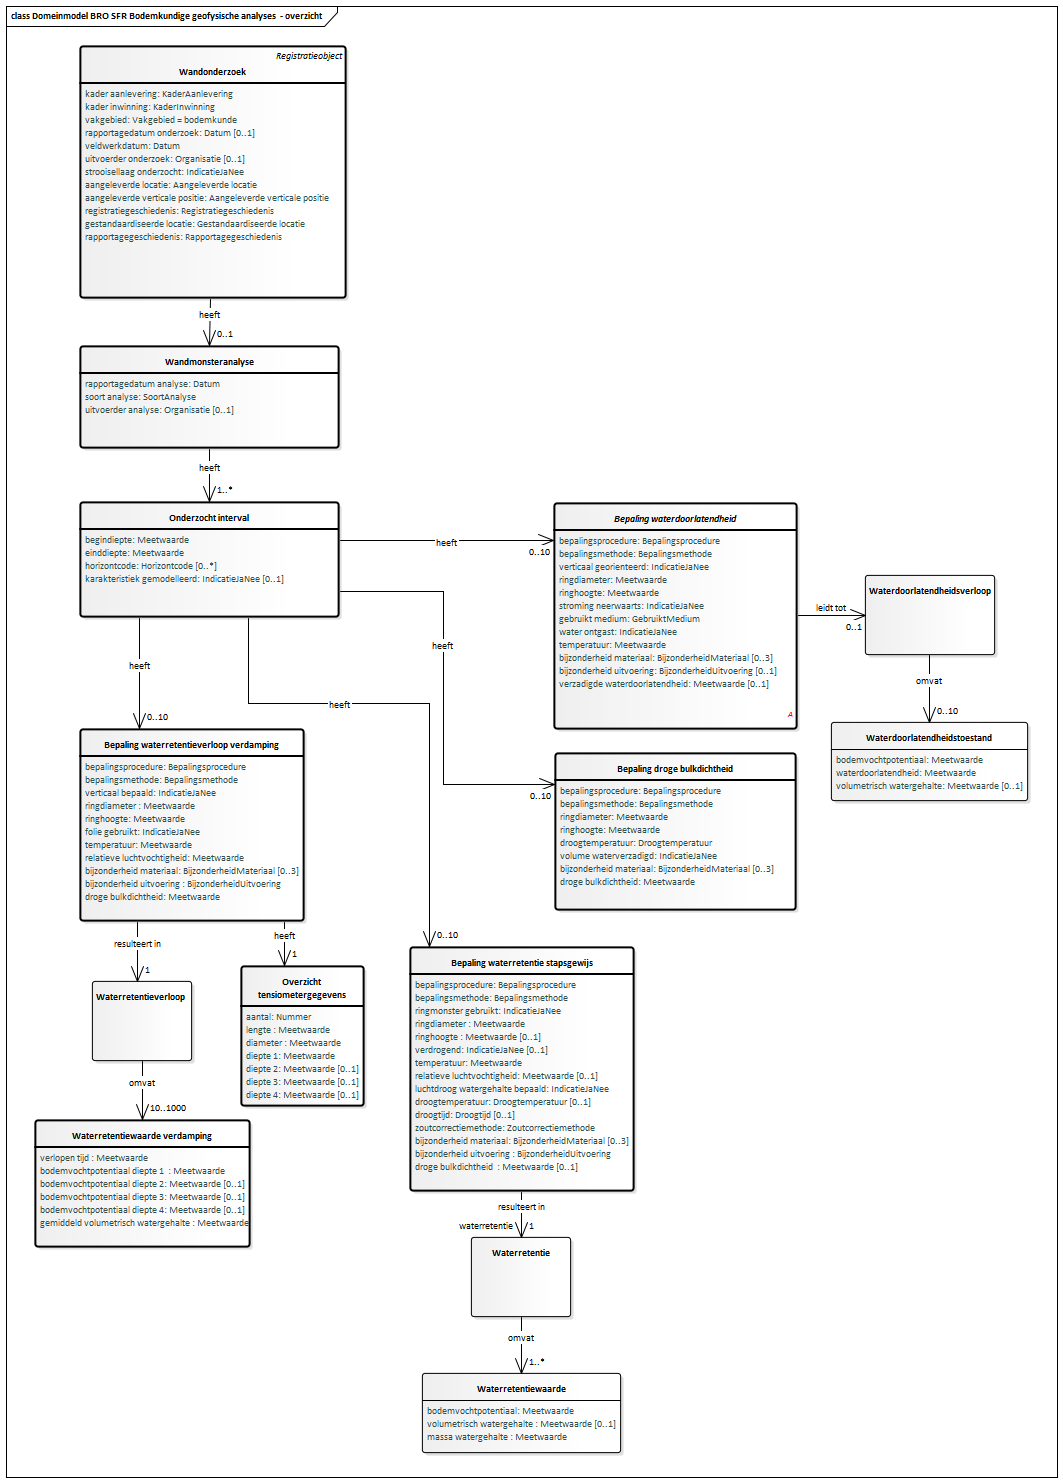 class Domeinmodel BRO SFR Bodemkundige geofysische analyses - overzicht
Registratieobject
Wandonderzoek
kader aanlevering: KaderAanlevering
kader inwinning: KaderInwinning
vakgebied: Vakgebied = bodemkunde
rapportagedatum onderzoek: Datum [0..1]
veldwerkdatum: Datum
uitvoerder onderzoek: Organisatie [0..1]
strooisellaag onderzocht: IndicatieJaNee
aangeleverde locatie: Aangeleverde locatie
aangeleverde verticale positie: Aangeleverde verticale positie
registratiegeschiedenis: Registratiegeschiedenis
gestandaardiseerde locatie: Gestandaardiseerde locatie
rapportagegeschiedenis: Rapportagegeschiedenis
heeft
0..1
Wandmonsteranalyse
rapportagedatum analyse: Datum
soort analyse: SoortAnalyse
uitvoerder analyse: Organisatie [0..1]
heeft
1..*
Onderzocht interval
begindiepte: Meetwaarde
einddiepte: Meetwaarde
horizontcode: Horizontcode [0..*]
karakteristiek gemodelleerd: IndicatieJaNee [0..1]
heeft
0..10
Bepaling waterdoorlatendheid
bepalingsprocedure: Bepalingsprocedure
bepalingsmethode: Bepalingsmethode
verticaal georienteerd: IndicatieJaNee
ringdiameter: Meetwaarde
ringhoogte: Meetwaarde
stroming neerwaarts: IndicatieJaNee
gebruikt medium: GebruiktMedium
water ontgast: IndicatieJaNee
temperatuur: Meetwaarde
bijzonderheid materiaal: BijzonderheidMateriaal [0..3]
bijzonderheid uitvoering: BijzonderheidUitvoering [0..1]
verzadigde waterdoorlatendheid: Meetwaarde [0..1]
A
leidt tot
0..1
Waterdoorlatendheidsverloop
omvat
0..10
Waterdoorlatendheidstoestand
bodemvochtpotentiaal: Meetwaarde
waterdoorlatendheid: Meetwaarde
volumetrisch watergehalte: Meetwaarde [0..1]
heeft
0..10
Bepaling droge bulkdichtheid
bepalingsprocedure: Bepalingsprocedure
bepalingsmethode: Bepalingsmethode
ringdiameter: Meetwaarde
ringhoogte: Meetwaarde
droogtemperatuur: Droogtemperatuur
volume waterverzadigd: IndicatieJaNee
bijzonderheid materiaal: BijzonderheidMateriaal [0..3]
droge bulkdichtheid: Meetwaarde
heeft
0..10
Bepaling waterretentieverloop verdamping
bepalingsprocedure: Bepalingsprocedure
bepalingsmethode: Bepalingsmethode
verticaal bepaald: IndicatieJaNee
ringdiameter : Meetwaarde
ringhoogte: Meetwaarde
folie gebruikt: IndicatieJaNee
temperatuur: Meetwaarde
relatieve luchtvochtigheid: Meetwaarde
bijzonderheid materiaal: BijzonderheidMateriaal [0..3]
bijzonderheid uitvoering : BijzonderheidUitvoering
droge bulkdichtheid: Meetwaarde
resulteert in
1
Waterretentieverloop
omvat
10..1000
Waterretentiewaarde verdamping
verlopen tijd : Meetwaarde
bodemvochtpotentiaal diepte 1 : Meetwaarde
bodemvochtpotentiaal diepte 2: Meetwaarde [0..1]
bodemvochtpotentiaal diepte 3: Meetwaarde [0..1]
bodemvochtpotentiaal diepte 4: Meetwaarde [0..1]
gemiddeld volumetrisch watergehalte : Meetwaarde
heeft
1
Overzicht
tensiometergegevens
aantal: Nummer
lengte : Meetwaarde
diameter : Meetwaarde
diepte 1: Meetwaarde
diepte 2: Meetwaarde [0..1]
diepte 3: Meetwaarde [0..1]
diepte 4: Meetwaarde [0..1]
heeft
0..10
Bepaling waterretentie stapsgewijs
bepalingsprocedure: Bepalingsprocedure
bepalingsmethode: Bepalingsmethode
ringmonster gebruikt: IndicatieJaNee
ringdiameter : Meetwaarde
ringhoogte : Meetwaarde [0..1]
verdrogend: IndicatieJaNee [0..1]
temperatuur: Meetwaarde
relatieve luchtvochtigheid: Meetwaarde [0..1]
luchtdroog watergehalte bepaald: IndicatieJaNee
droogtemperatuur: Droogtemperatuur [0..1]
droogtijd: Droogtijd [0..1]
zoutcorrectiemethode: Zoutcorrectiemethode
bijzonderheid materiaal: BijzonderheidMateriaal [0..3]
bijzonderheid uitvoering : BijzonderheidUitvoering
droge bulkdichtheid : Meetwaarde [0..1]
resulteert in
waterretentie 1
Waterretentie
omvat
1..*
Waterretentiewaarde
bodemvochtpotentiaal: Meetwaarde
volumetrisch watergehalte : Meetwaarde [0..1]
massa watergehalte : Meetwaarde